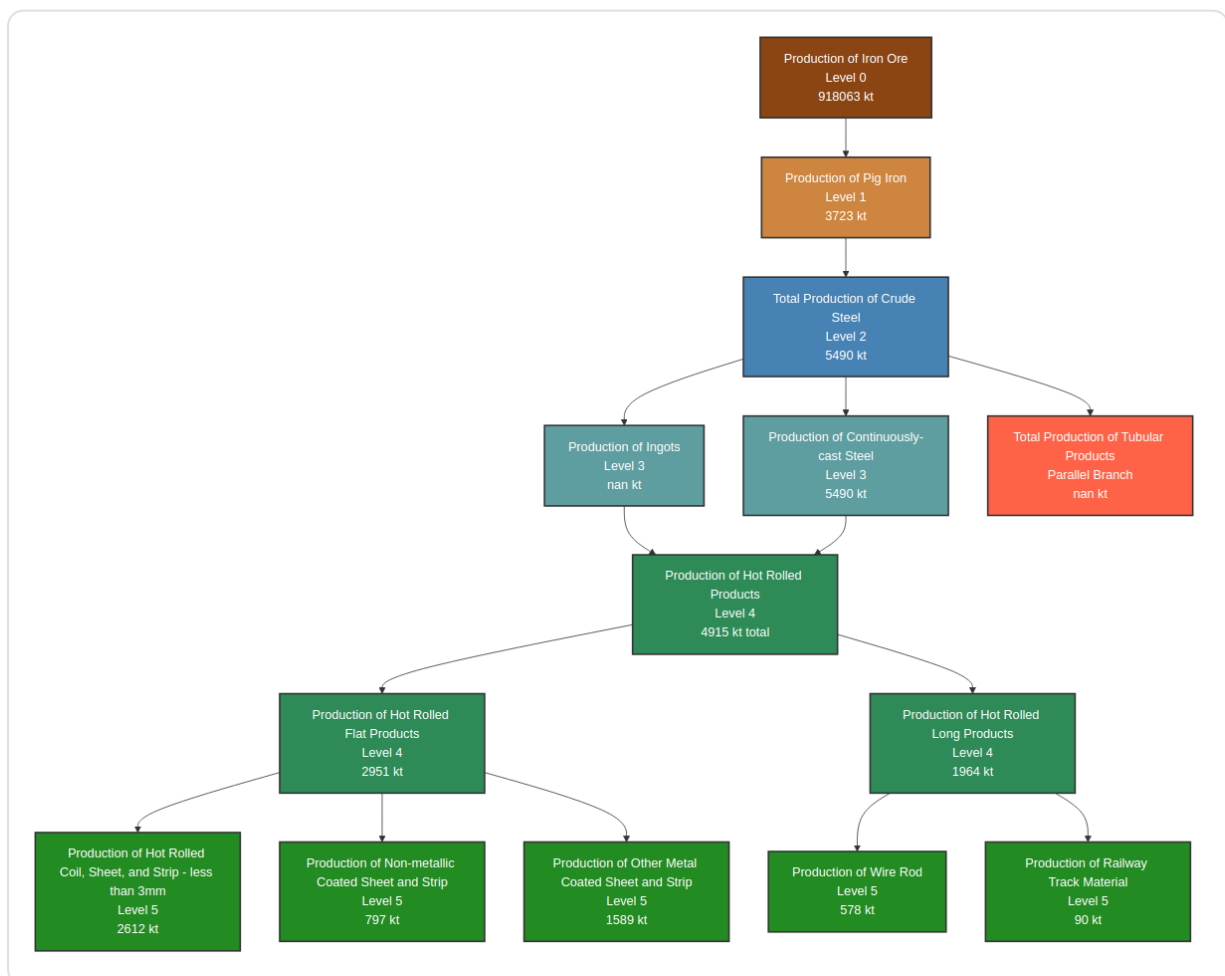 Production of Iron Ore
Level 0
918063 kt
Production of Pig Iron
Level 1
3723 kt
Total Production of Crude
Steel
Level 2
5490 kt
Production of Ingots
Level 3
nan kt
Production of Continuously-
cast Steel
Level 3
5490 kt
Total Production of Tubular
Products
Parallel Branch
nan kt
Production of Hot Rolled
Products
Level 4
4915 kt total
Production of Hot Rolled
Flat Products
Level 4
2951 kt
Production of Hot Rolled
Long Products
Level 4
1964 kt
Production of Hot Rolled
Coil, Sheet, and Strip - less
than 3mm
Level 5
2612 kt
Production of Non-metallic
Coated Sheet and Strip
Level 5
797 kt
Production of Other Metal
Coated Sheet and Strip
Level 5
1589 kt
Production of Wire Rod
Level 5
578 kt
Production of Railway
Track Material
Level 5
90 kt